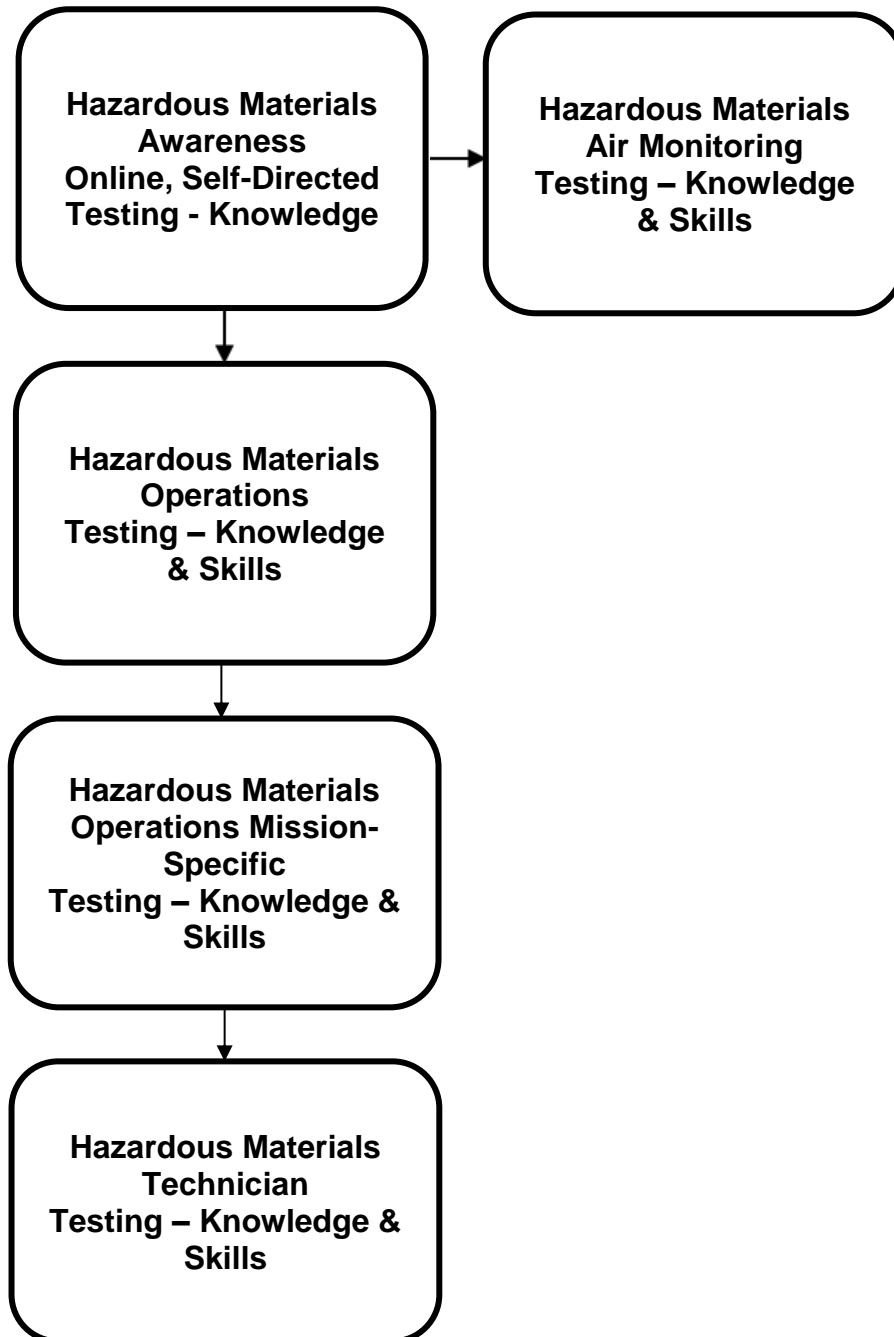 Hazardous Materials
Awareness
Online, Self-Directed
Testing - Knowledge
Hazardous Materials
Air Monitoring
Testing – Knowledge
& Skills
Hazardous Materials
Operations
Testing – Knowledge
& Skills
Hazardous Materials
Operations Mission-
Specific
Testing – Knowledge &
Skills
Hazardous Materials
Technician
Testing – Knowledge &
Skills